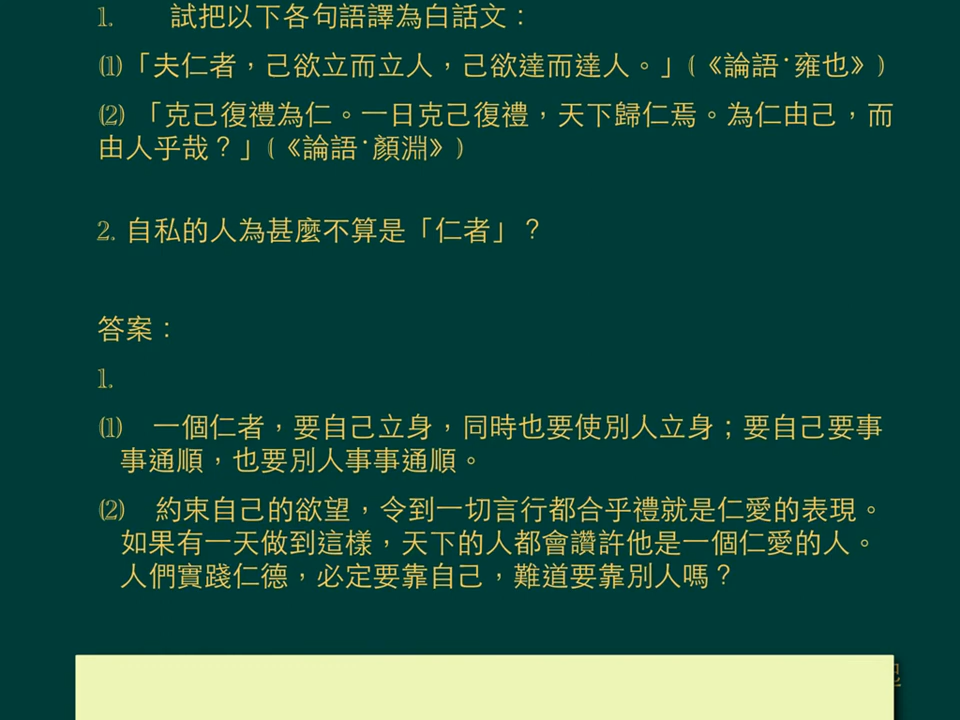 1. 試把以下各句語譯為白話文：
(1)「夫仁者，己欲立而立人，己欲達而達人。」(《論語·雍也》)
(2) 「克己復禮為仁。一日克己復禮，天下歸仁焉。為仁由己，而
由人乎哉？」(《論語·顏淵》)
2. 自私的人為甚麼不算是「仁者」？
答案：
1.
(1) 一個仁者，要自己立身，同時也要使別人立身；要自己要事
事通順，也要別人事事通順。
(2) 約束自己的欲望，令到一切言行都合乎禮就是仁愛的表現。
如果有一天做到這樣，天下的人都會讚許他是一個仁愛的人。
人們實踐仁德，必定要靠自己，難道要靠別人嗎？